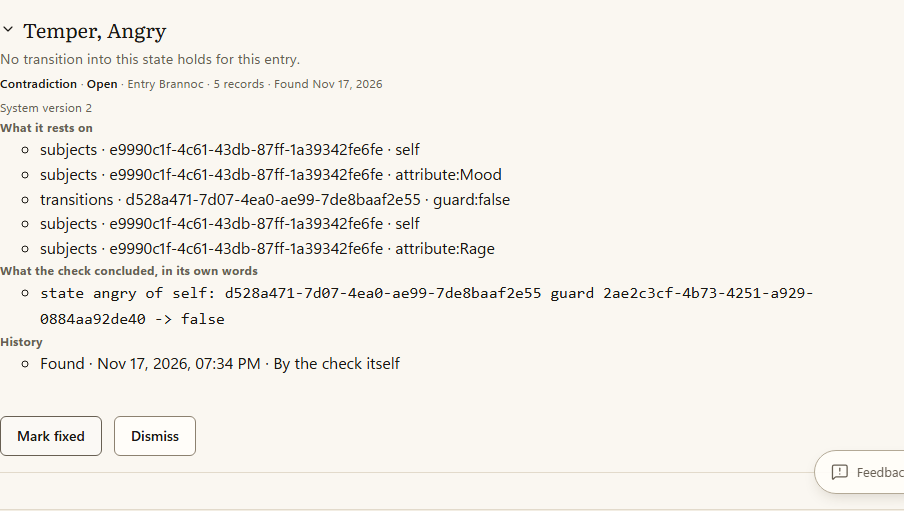 Temper, Angry
No transition into this state holds for this entry.
Contradiction · Open · Entry Brannoc · 5 records · Found Nov 17, 2026
System version 2
What it rests on
subjects · e9990c1f-4c61-43db-87ff-1a39342fe6fe · self
subjects · e9990c1f-4c61-43db-87ff-1a39342fe6fe · attribute:Mood
transitions · d528a471-7d07-4ea0-ae99-7de8baaf2e55 · guard:false
subjects · e9990c1f-4c61-43db-87ff-1a39342fe6fe · self
subjects · e9990c1f-4c61-43db-87ff-1a39342fe6fe · attribute:Rage
What the check concluded, in its own words
state angry of self: d528a471-7d07-4ea0-ae99-7de8baaf2e55 guard 2ae2c3cf-4b73-4251-a929-
0884aa92de40 -> false
History
Found · Nov 17, 2026, 07:34 PM · By the check itself
Mark fixed
Dismiss
Feedbac